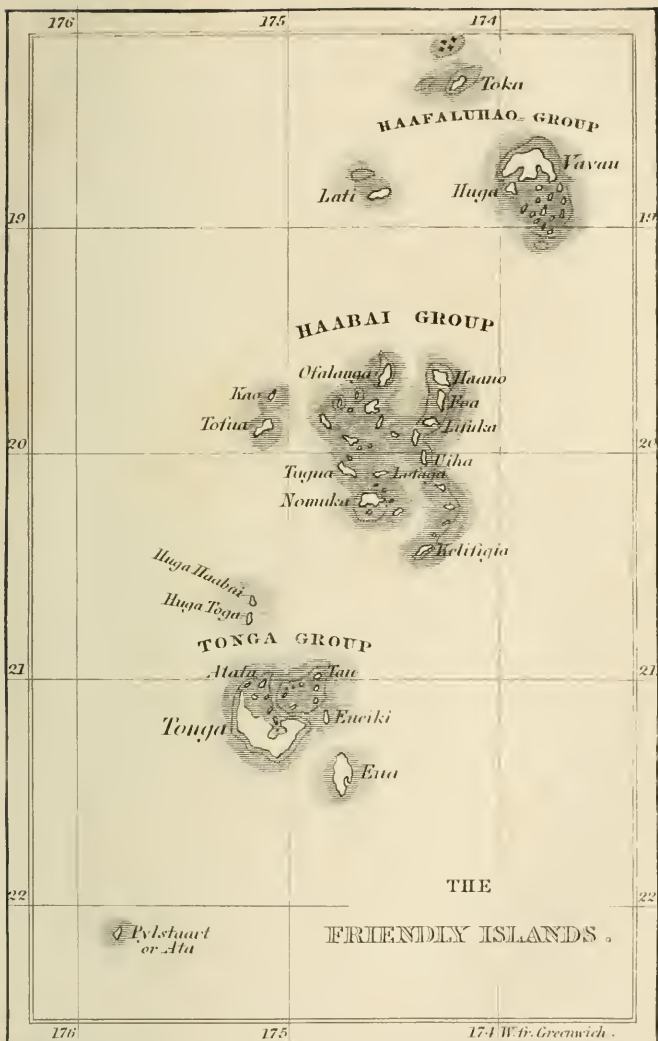 176 175 174
Toka
HAAFALUHAO GROUP
Vavau
Lati
Huga
19 19
HAABAI GROUP
Ofalanga
Haano
Kao
Foa
Tofua
Lifuka
20 20
Uiha
Tugua
Lofaga
Nomuka
Kelifigia
Huga Haabai
Huga Toga
TONGA GROUP
21 21
Atata
Tau
Tonga
Eueiki
Eua
THE
22 22
FRIENDLY ISLANDS.
Pylstaart
or Ata
176 175 174 W. fr. Greenwich.